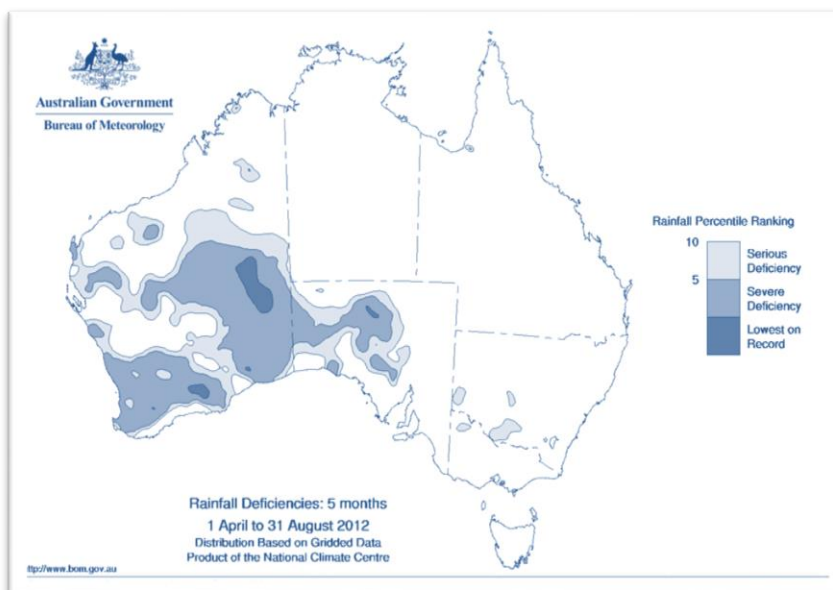 Australian Government
Bureau of Meteorology
Rainfall Percentile Ranking
10
Serious
Deficiency
5
Severe
Deficiency
Lowest on
Record
Rainfall Deficiencies: 5 months
1 April to 31 August 2012
Distribution Based on Gridded Data
Product of the National Climate Centre
ttp://www.bom.gov.au